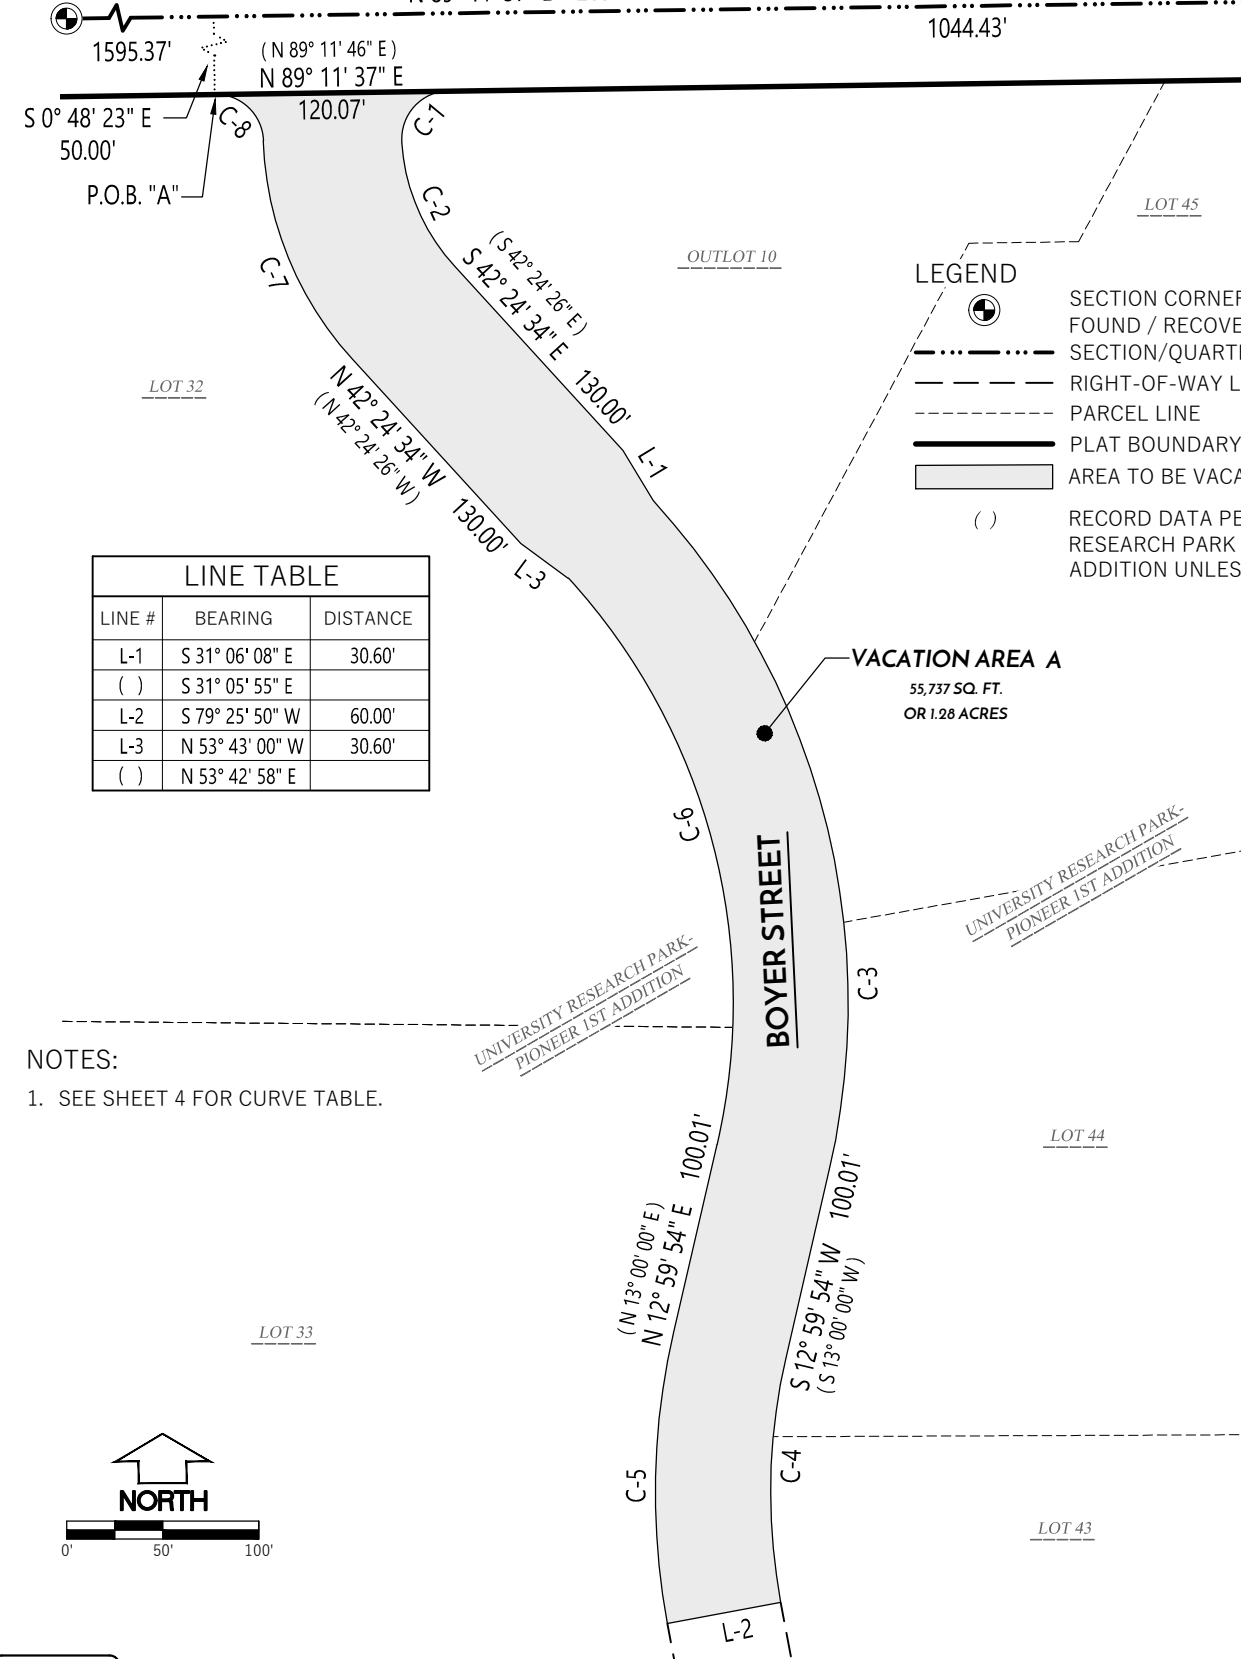 1595.37'
1044.43'
( N 89° 11' 46" E )
N 89° 11' 37" E
120.07'
S 0° 48' 23" E
50.00'
P.O.B. "A"
C-8
C-1
C-2
C-7
( S 42° 24' 26" E )
S 42° 24' 34" E 130.00'
OUTLOT 10
LOT 45
LOT 32
N 42° 24' 34" W 130.00'
( N 42° 24' 26" W )
L-1
L-3
LEGEND
SECTION CORNER
FOUND / RECOVE
SECTION/QUARTE
RIGHT-OF-WAY L
PARCEL LINE
PLAT BOUNDARY
AREA TO BE VACA
( ) RECORD DATA PE
RESEARCH PARK
ADDITION UNLES
LINE TABLE
LINE # BEARING DISTANCE
L-1 S 31° 06' 08" E 30.60'
( ) S 31° 05' 55" E
L-2 S 79° 25' 50" W 60.00'
L-3 N 53° 43' 00" W 30.60'
( ) N 53° 42' 58" E
VACATION AREA A
55,737 SQ. FT.
OR 1.28 ACRES
C-6
BOYER STREET
C-3
UNIVERSITY RESEARCH PARK-
PIONEER 1ST ADDITION
UNIVERSITY RESEARCH PARK-
PIONEER 1ST ADDITION
NOTES:
1. SEE SHEET 4 FOR CURVE TABLE.
LOT 44
( N 13° 00' 00" E )
N 12° 59' 54" E 100.01'
S 12° 59' 54" W 100.01'
( S 13° 00' 00" W )
LOT 33
C-5
C-4
LOT 43
L-2
NORTH
0' 50' 100'